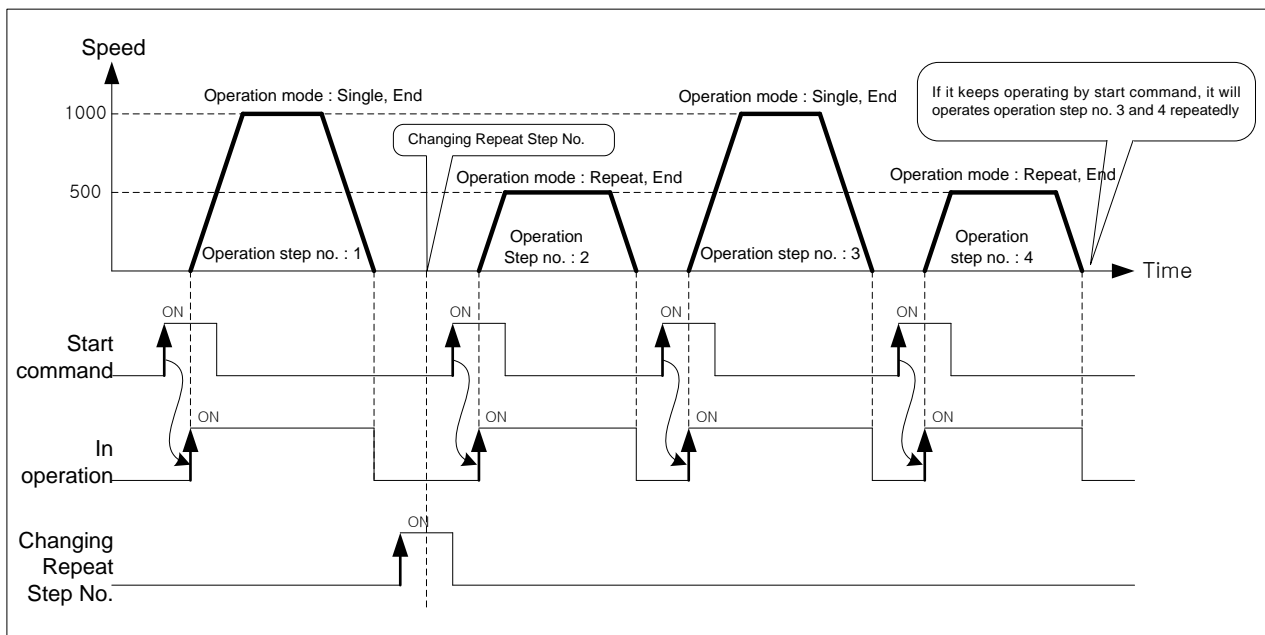 Speed
1000
500
Operation mode : Single, End
Operation step no. : 1
Changing Repeat Step No.
Operation mode : Repeat, End
Operation
Step no. : 2
Operation mode : Single, End
Operation step no. : 3
If it keeps operating by start command, it will
operates operation step no. 3 and 4 repeatedly
Operation mode : Repeat, End
Operation
step no. : 4
Time
Start
command
ON
ON
ON
ON
In
operation
ON
ON
ON
ON
Changing
Repeat
Step No.
ON